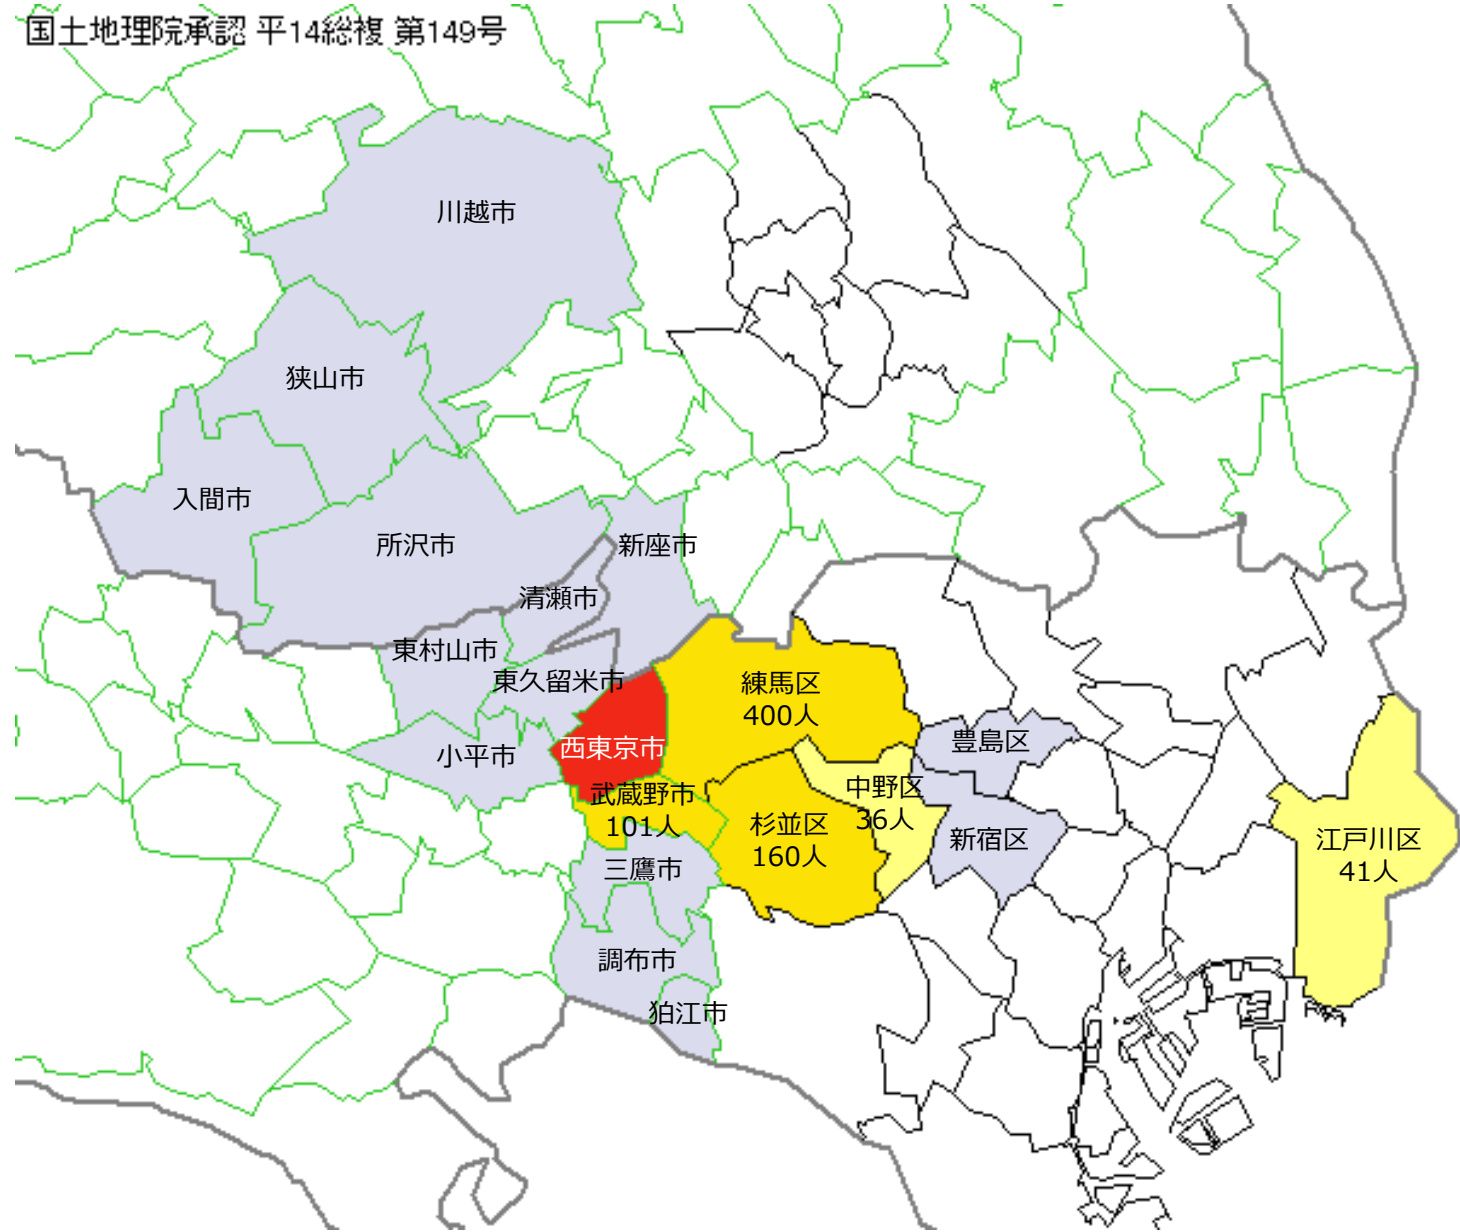 国土地理院承認 平14総複 第149号
川越市
狭山市
入間市
所沢市
新座市
清瀬市
東村山市
東久留米市
練馬区
400人
豊島区
西東京市
小平市
中野区
36人
武蔵野市
101人
杉並区
160人
新宿区
江戸川区
41人
三鷹市
調布市
狛江市